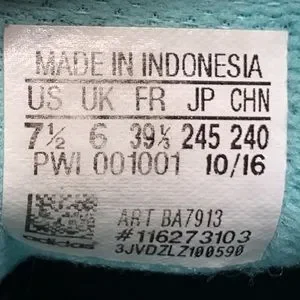 MADE IN INDONESIA
US UK FR JP CHN
7½ 6 39⅓ 245 240
PWI 001001 10/16
adidas
ART BA7913
#116273103
3JVDZLZ100590